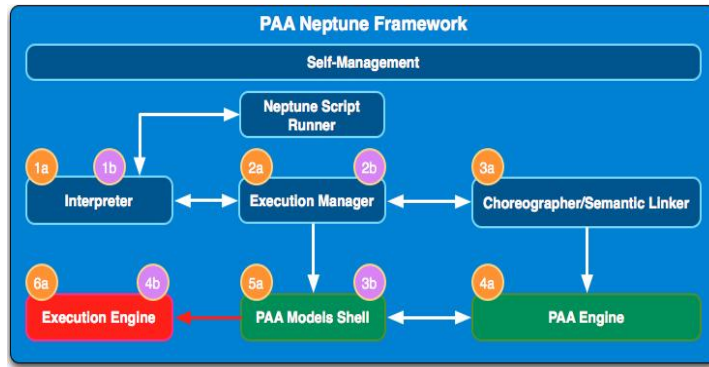 PAA Neptune Framework
Self-Management
Neptune Script
Runner
1a
1b
2a
2b
3a
Interpreter
Execution Manager
Choreographer/Semantic Linker
6a
4b
5a
3b
4a
Execution Engine
PAA Models Shell
PAA Engine